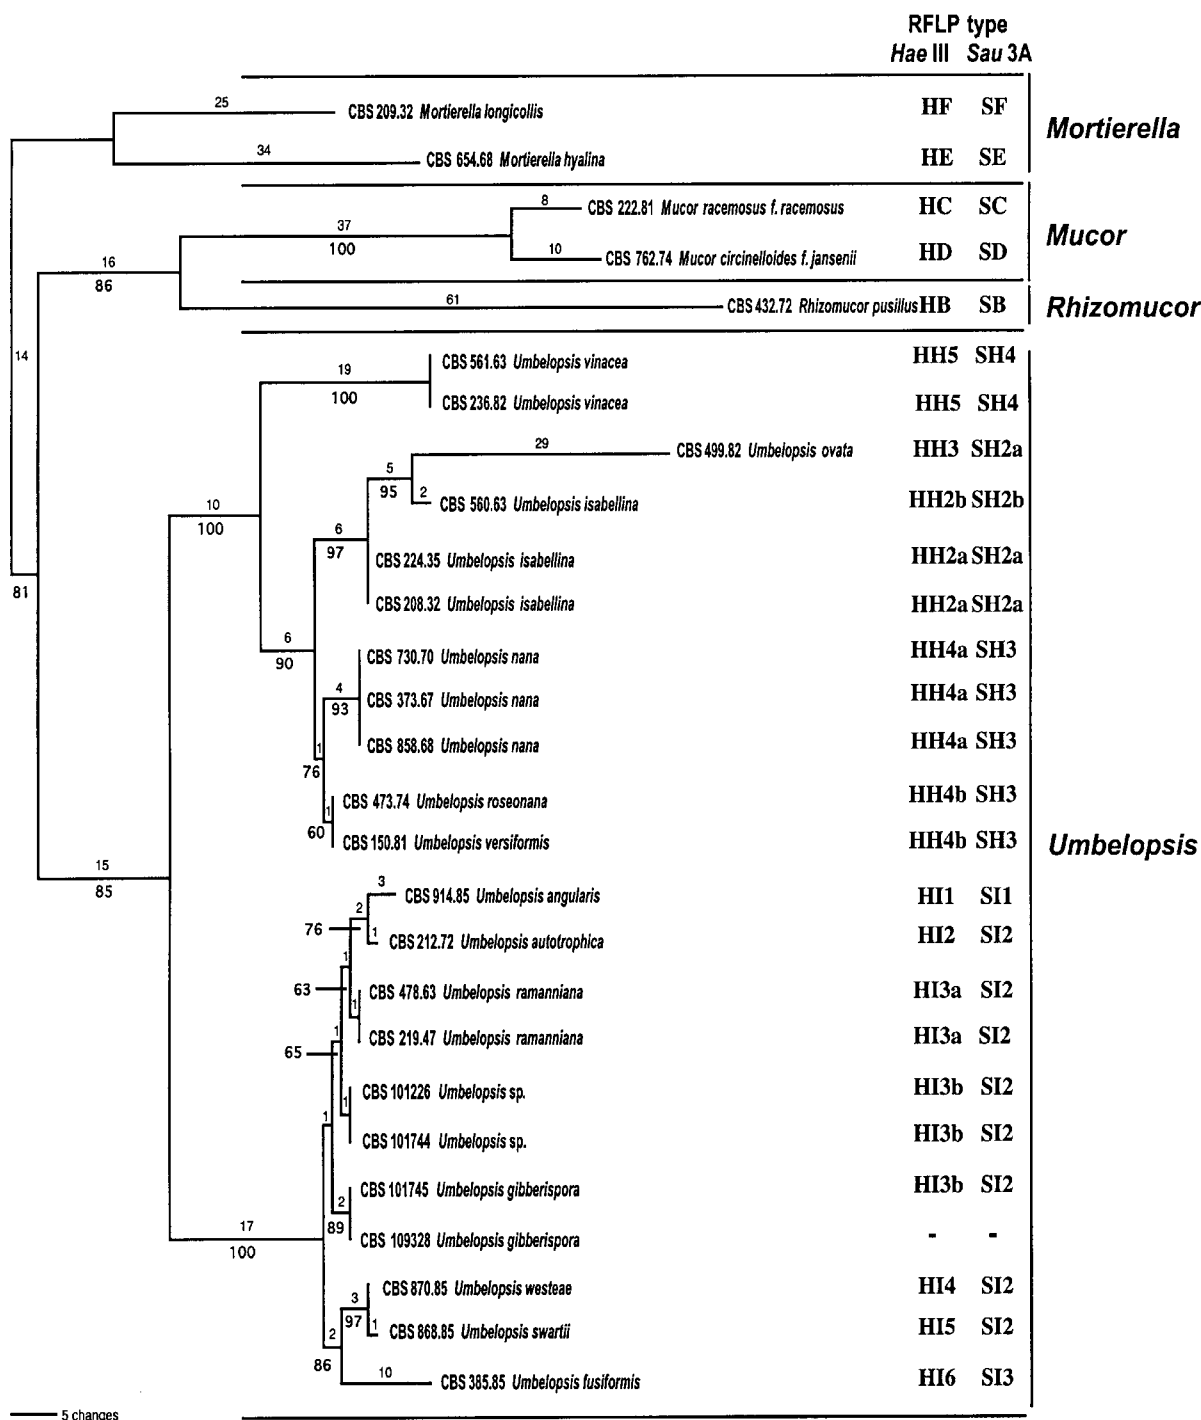 RFLP type
Hae III Sau 3A
25
CBS 209.32 Mortierella longicollis HF SF
Mortierella
34
CBS 654.68 Mortierella hyalina HE SE
8
CBS 222.81 Mucor racemosus f. racemosus HC SC
37
Mucor
100
10
CBS 762.74 Mucor circinelloides f. jansenii HD SD
16
86
61
CBS 432.72 Rhizomucor pusillus HB SB
Rhizomucor
14
CBS 561.63 Umbelopsis vinacea HH5 SH4
19
100
CBS 236.82 Umbelopsis vinacea HH5 SH4
29
CBS 499.82 Umbelopsis ovata HH3 SH2a
5
95
2
CBS 560.63 Umbelopsis isabellina HH2b SH2b
10
100
6
97
CBS 224.35 Umbelopsis isabellina HH2a SH2a
81
CBS 208.32 Umbelopsis isabellina HH2a SH2a
6
90
CBS 730.70 Umbelopsis nana HH4a SH3
4
93
CBS 373.67 Umbelopsis nana HH4a SH3
1
CBS 858.68 Umbelopsis nana HH4a SH3
76
CBS 473.74 Umbelopsis roseonana HH4b SH3
1
60
CBS 150.81 Umbelopsis versiformis HH4b SH3
Umbelopsis
15
85
3
CBS 914.85 Umbelopsis angularis HI1 SI1
2
76
1
CBS 212.72 Umbelopsis autotrophica HI2 SI2
1
63
CBS 478.63 Umbelopsis ramanniana HI3a SI2
1
1
CBS 219.47 Umbelopsis ramanniana HI3a SI2
65
CBS 101226 Umbelopsis sp. HI3b SI2
1
1
CBS 101744 Umbelopsis sp. HI3b SI2
CBS 101745 Umbelopsis gibberispora HI3b SI2
2
89
17
100
CBS 109328 Umbelopsis gibberispora - -
CBS 870.85 Umbelopsis westeae HI4 SI2
3
97
1
CBS 868.85 Umbelopsis swartii HI5 SI2
2
86
10
CBS 385.85 Umbelopsis fusiformis HI6 SI3
5 changes